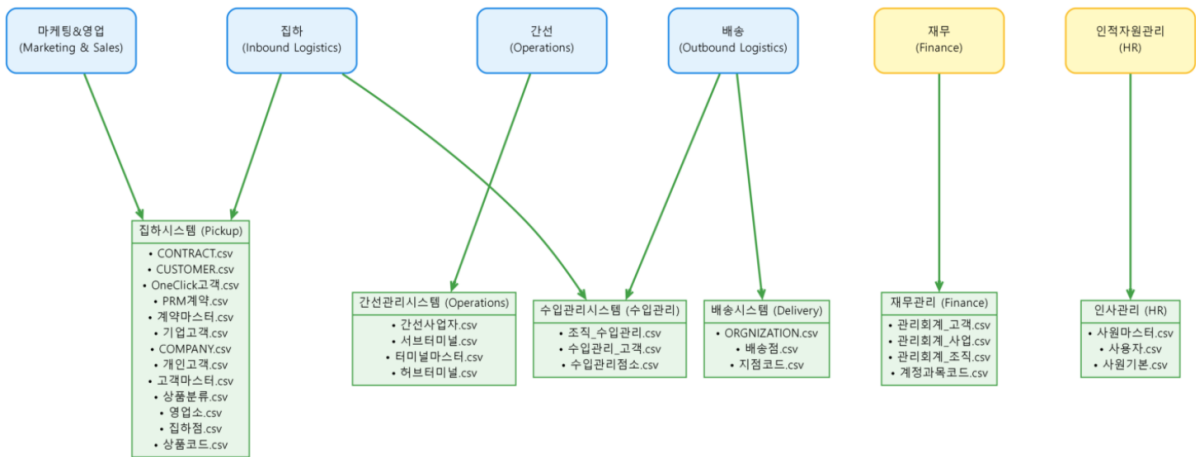 마케팅&영업
(Marketing & Sales)
집하
(Inbound Logistics)
간선
(Operations)
배송
(Outbound Logistics)
재무
(Finance)
인적자원관리
(HR)
집하시스템 (Pickup)
• CONTRACT.csv
• CUSTOMER.csv
• OneClick고객.csv
• PRM계약.csv
• 계약마스터.csv
• 기업고객.csv
• COMPANY.csv
• 개인고객.csv
• 고객마스터.csv
• 상품분류.csv
• 영업소.csv
• 집하점.csv
• 상품코드.csv
간선관리시스템 (Operations)
• 간선사업자.csv
• 서브터미널.csv
• 터미널마스터.csv
• 허브터미널.csv
수입관리시스템 (수입관리)
• 조직_수입관리.csv
• 수입관리_고객.csv
• 수입관리점소.csv
배송시스템 (Delivery)
• ORGNIZATION.csv
• 배송점.csv
• 지점코드.csv
재무관리 (Finance)
• 관리회계_고객.csv
• 관리회계_사업.csv
• 관리회계_조직.csv
• 계정과목코드.csv
인사관리 (HR)
• 사원마스터.csv
• 사용자.csv
• 사원기본.csv